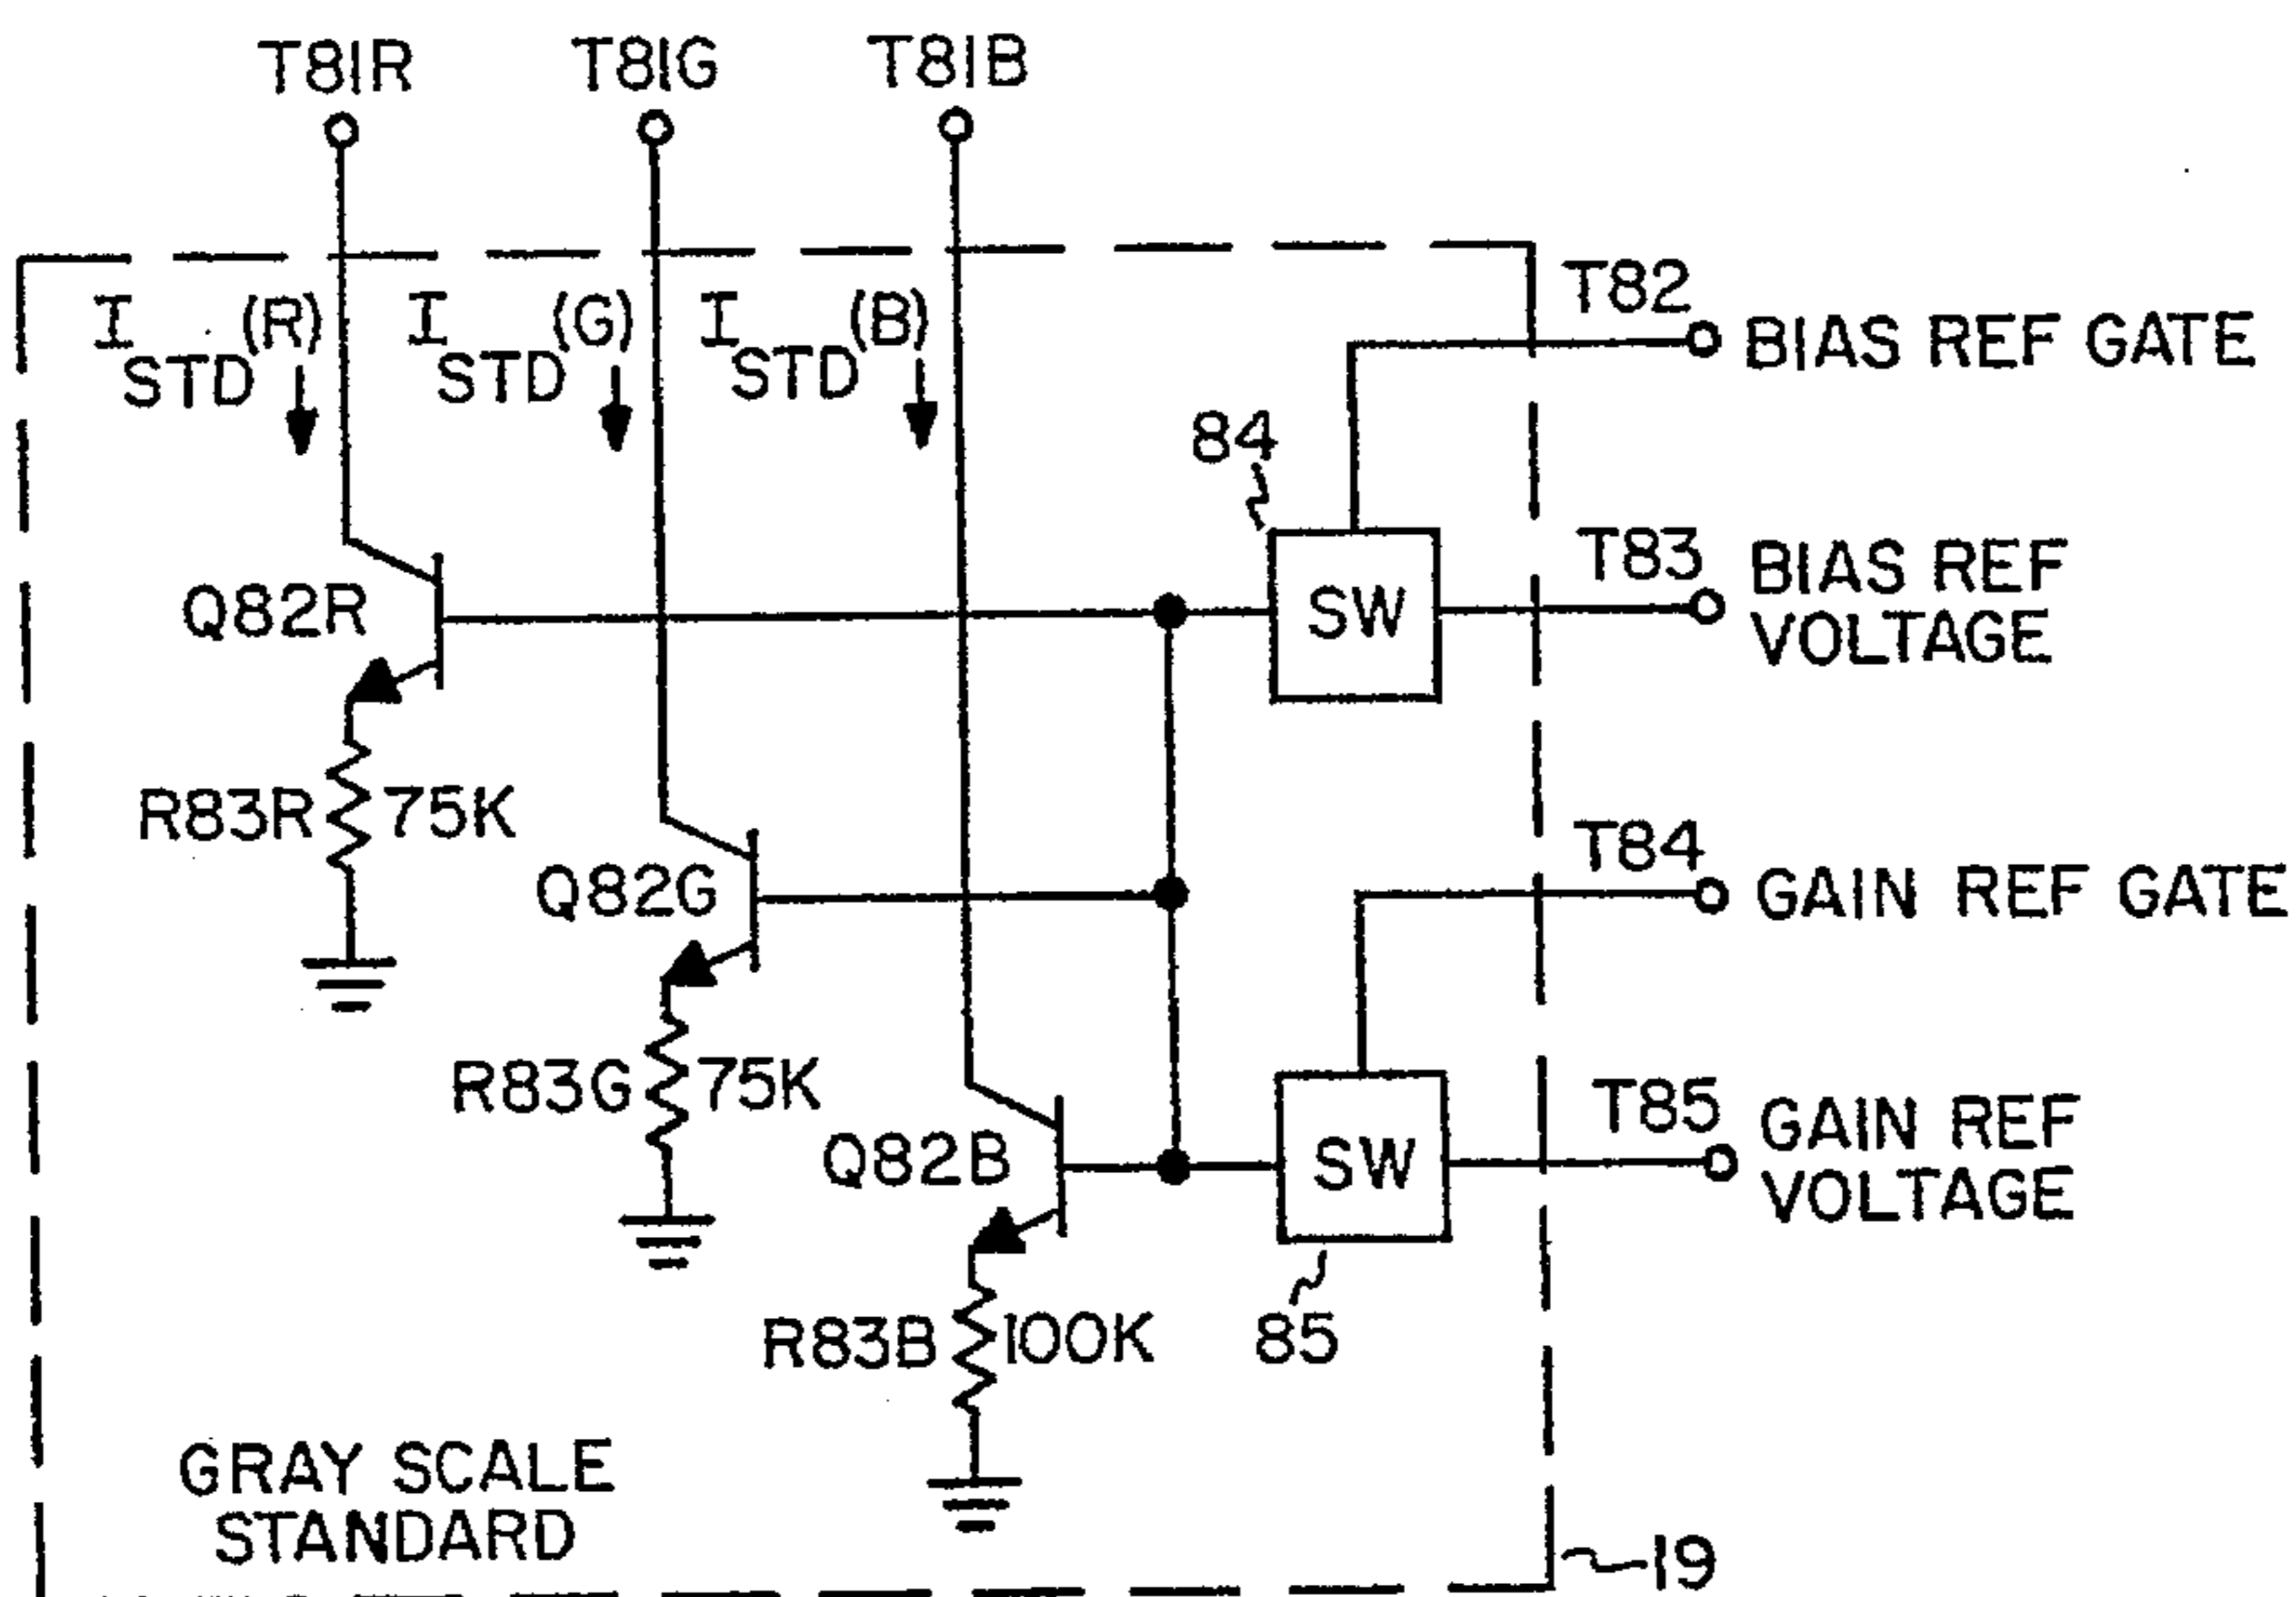 T81R T81G T81B
I STD (R) I STD (G) I STD (B)
T82
BIAS REF GATE
84
T83
BIAS REF
VOLTAGE
SW
Q82R
R83R 75K
T84
GAIN REF GATE
Q82G
R83G 75K
T85
GAIN REF
VOLTAGE
SW
Q82B
R83B 100K
85
GRAY SCALE
STANDARD
19